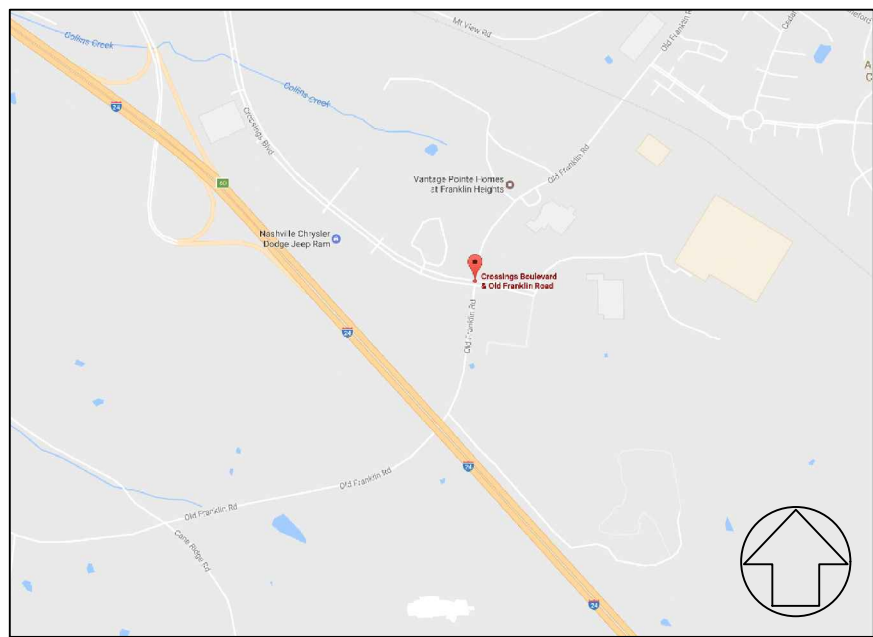 Collins Creek
Mt View Rd
Old Franklin Rd
24
Crossings Blvd
Collins Creek
60
Vantage Pointe Homes
at Franklin Heights
Old Franklin Rd
Nashville Chrysler
Dodge Jeep Ram
Crossings Boulevard
& Old Franklin Road
Old Franklin Rd
24
24
Old Franklin Rd
Old Franklin Rd
Cane Ridge Rd
24